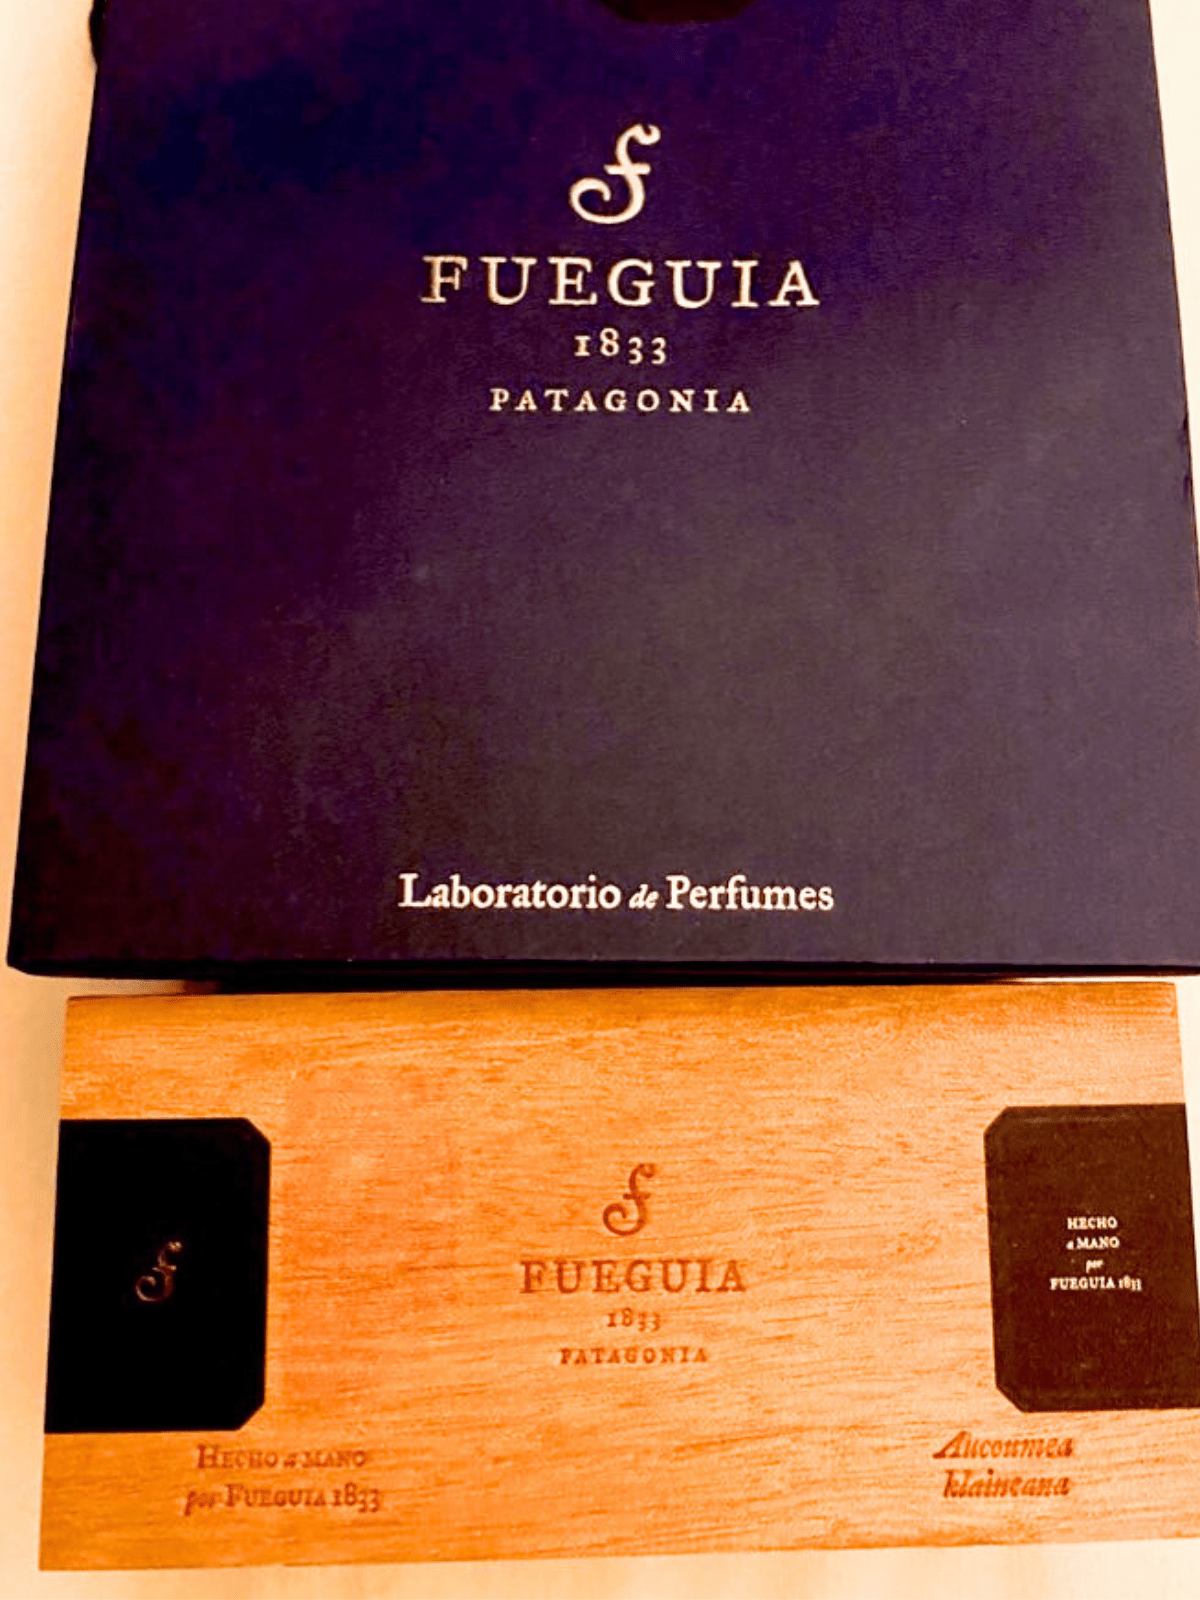 f
FUEGUIA
1833
PATAGONIA
Laboratorio de Perfumes
f
f
FUEGUIA
1833
PATAGONIA
HECHO
a MANO
por
FUEGUIA 1833
HECHO a MANO
por FUEGUIA 1833
Aucoumea
klaineana